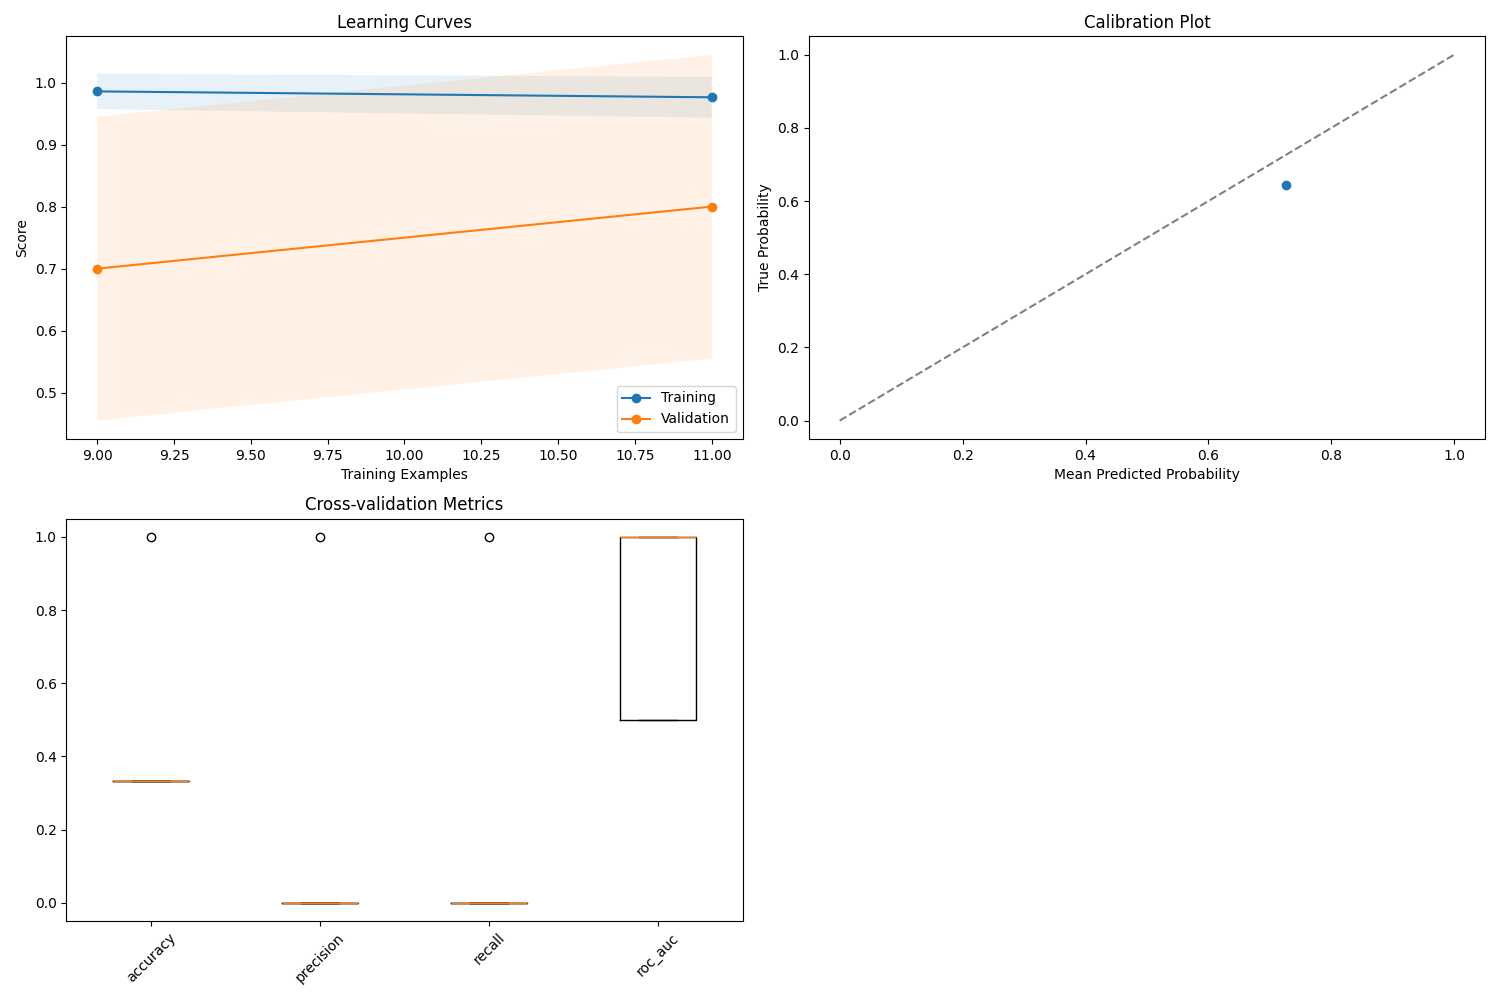 Learning Curves
1.0
0.9
0.8
0.7
0.6
0.5
Score
Training
Validation
9.00 9.25 9.50 9.75 10.00 10.25 10.50 10.75 11.00
Training Examples
Calibration Plot
1.0
0.8
0.6
0.4
0.2
0.0
True Probability
0.0 0.2 0.4 0.6 0.8 1.0
Mean Predicted Probability
Cross-validation Metrics
1.0
0.8
0.6
0.4
0.2
0.0
accuracy
precision
recall
roc_auc